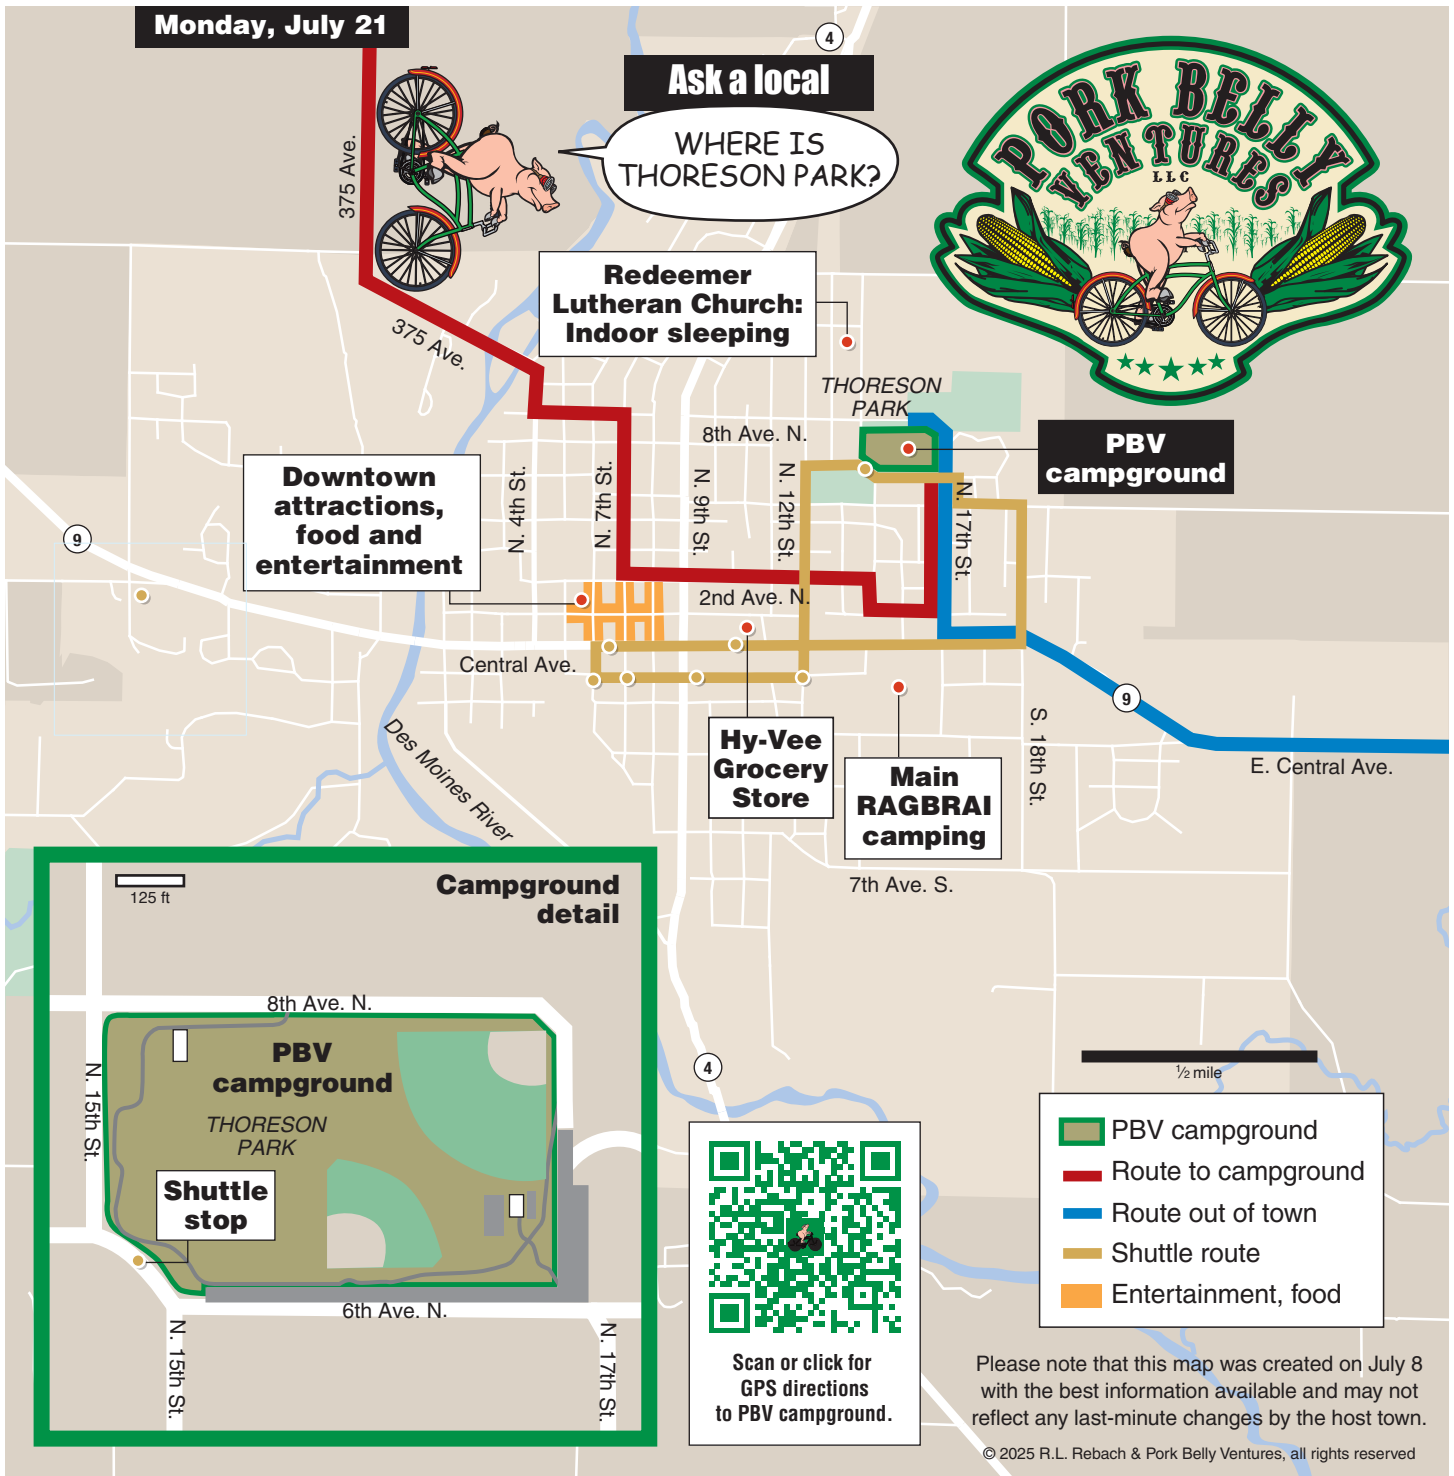 Monday, July 21
4
Ask a local
WHERE IS
THORESON PARK?
PORK BELLY
VENTURES
LLC
375 Ave.
375 Ave.
Redeemer
Lutheran Church:
Indoor sleeping
THORESON
PARK
8th Ave. N.
PBV
campground
Downtown
attractions,
food and
entertainment
N. 4th St.
N. 7th St.
N. 9th St.
N. 12th St.
N. 17th St.
9
2nd Ave. N.
Central Ave.
9
Des Moines River
Hy-Vee
Grocery
Store
Main
RAGBRAI
camping
S. 18th St.
E. Central Ave.
7th Ave. S.
125 ft
Campground
detail
8th Ave. N.
PBV
campground
N. 15th St.
THORESON
PARK
Shuttle
stop
6th Ave. N.
N. 15th St.
N. 17th St.
4
½ mile
PBV campground
Route to campground
Route out of town
Shuttle route
Entertainment, food
Scan or click for
GPS directions
to PBV campground.
Please note that this map was created on July 8
with the best information available and may not
reflect any last-minute changes by the host town.
© 2025 R.L. Rebach & Pork Belly Ventures, all rights reserved